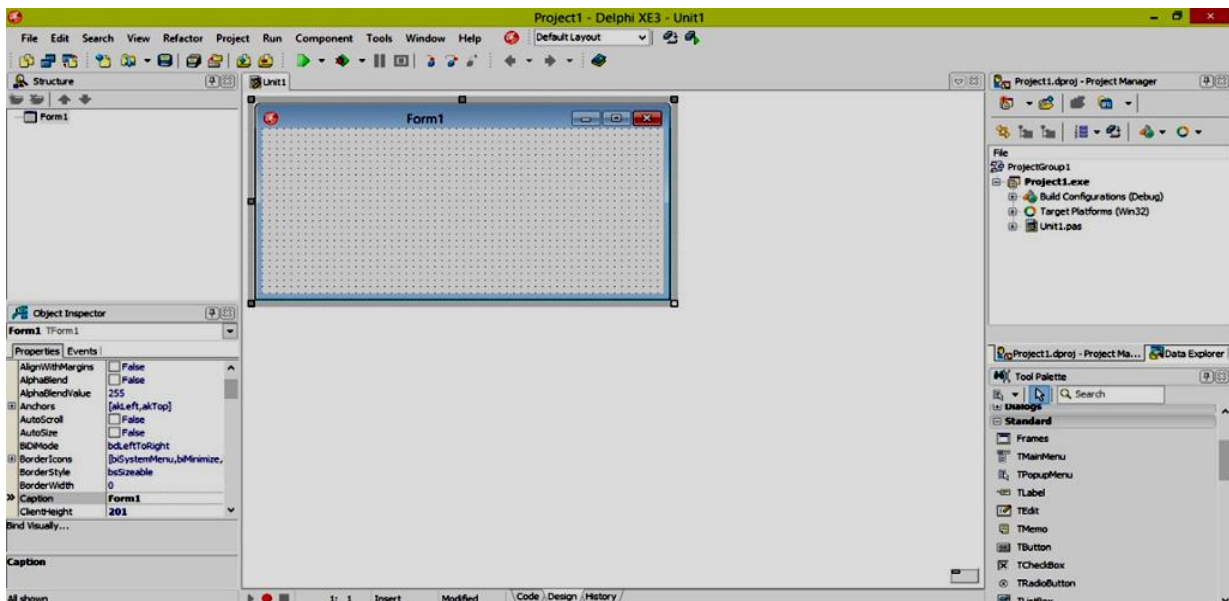 Project1 - Delphi XE3 - Unit1
File Edit Search View Refactor Project Run Component Tools Window Help Default Layout
Structure
Form1
Unit1
Form1
Object Inspector
Form1 TForm1
Properties Events
AlignWithMargins False
AlphaBlend False
AlphaBlendValue 255
Anchors [akLeft,akTop]
AutoScroll False
AutoSize False
BiDiMode bdLeftToRight
BorderIcons [biSystemMenu,biMinimize,
BorderStyle bsSizeable
BorderWidth 0
Caption Form1
ClientHeight 201
Bind Visually...
Caption
All shown
1: 1 Insert Modified Code Design History
Project1.dproj - Project Manager
File
ProjectGroup1
Project1.exe
Build Configurations (Debug)
Target Platforms (Win32)
Unit1.pas
Project1.dproj - Project Ma... Data Explorer
Tool Palette
Search
Dialogs
Standard
Frames
TMainMenu
TPopupMenu
TLabel
TEdit
TMemo
TButton
TCheckBox
TRadioButton
TListBox